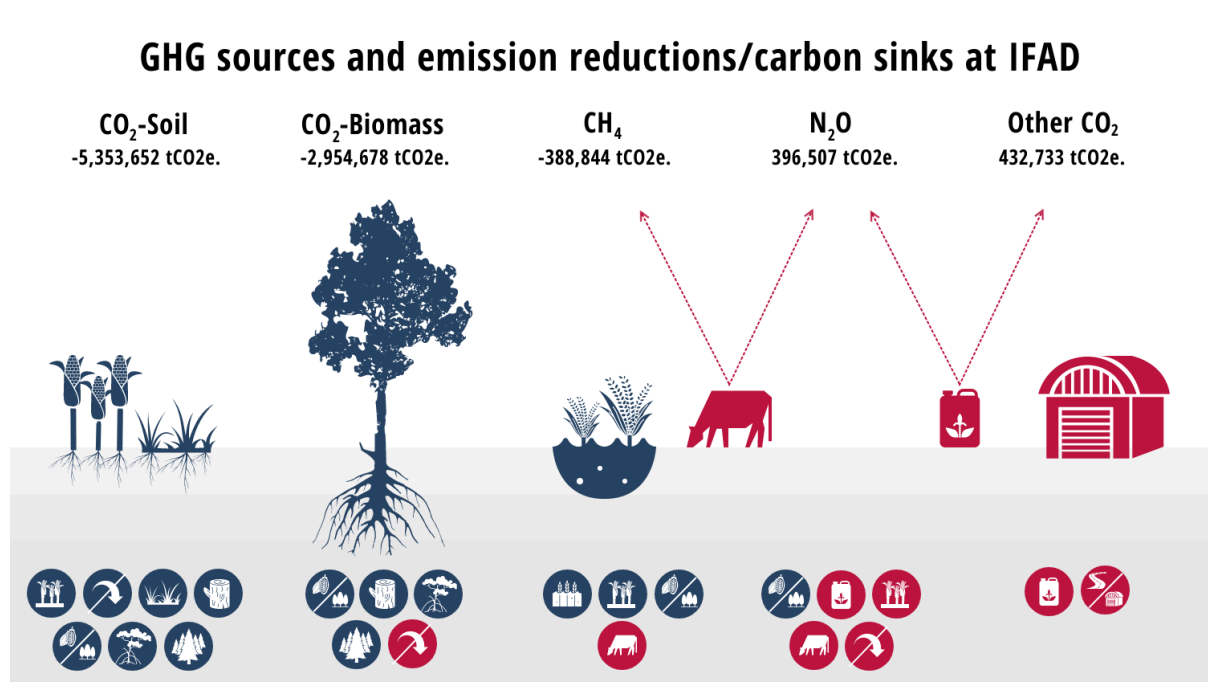 GHG sources and emission reductions/carbon sinks at IFAD
CO₂-Soil
-5,353,652 tCO2e.
CO₂-Biomass
-2,954,678 tCO2e.
CH₄
-388,844 tCO2e.
N₂O
396,507 tCO2e.
Other CO₂
432,733 tCO2e.